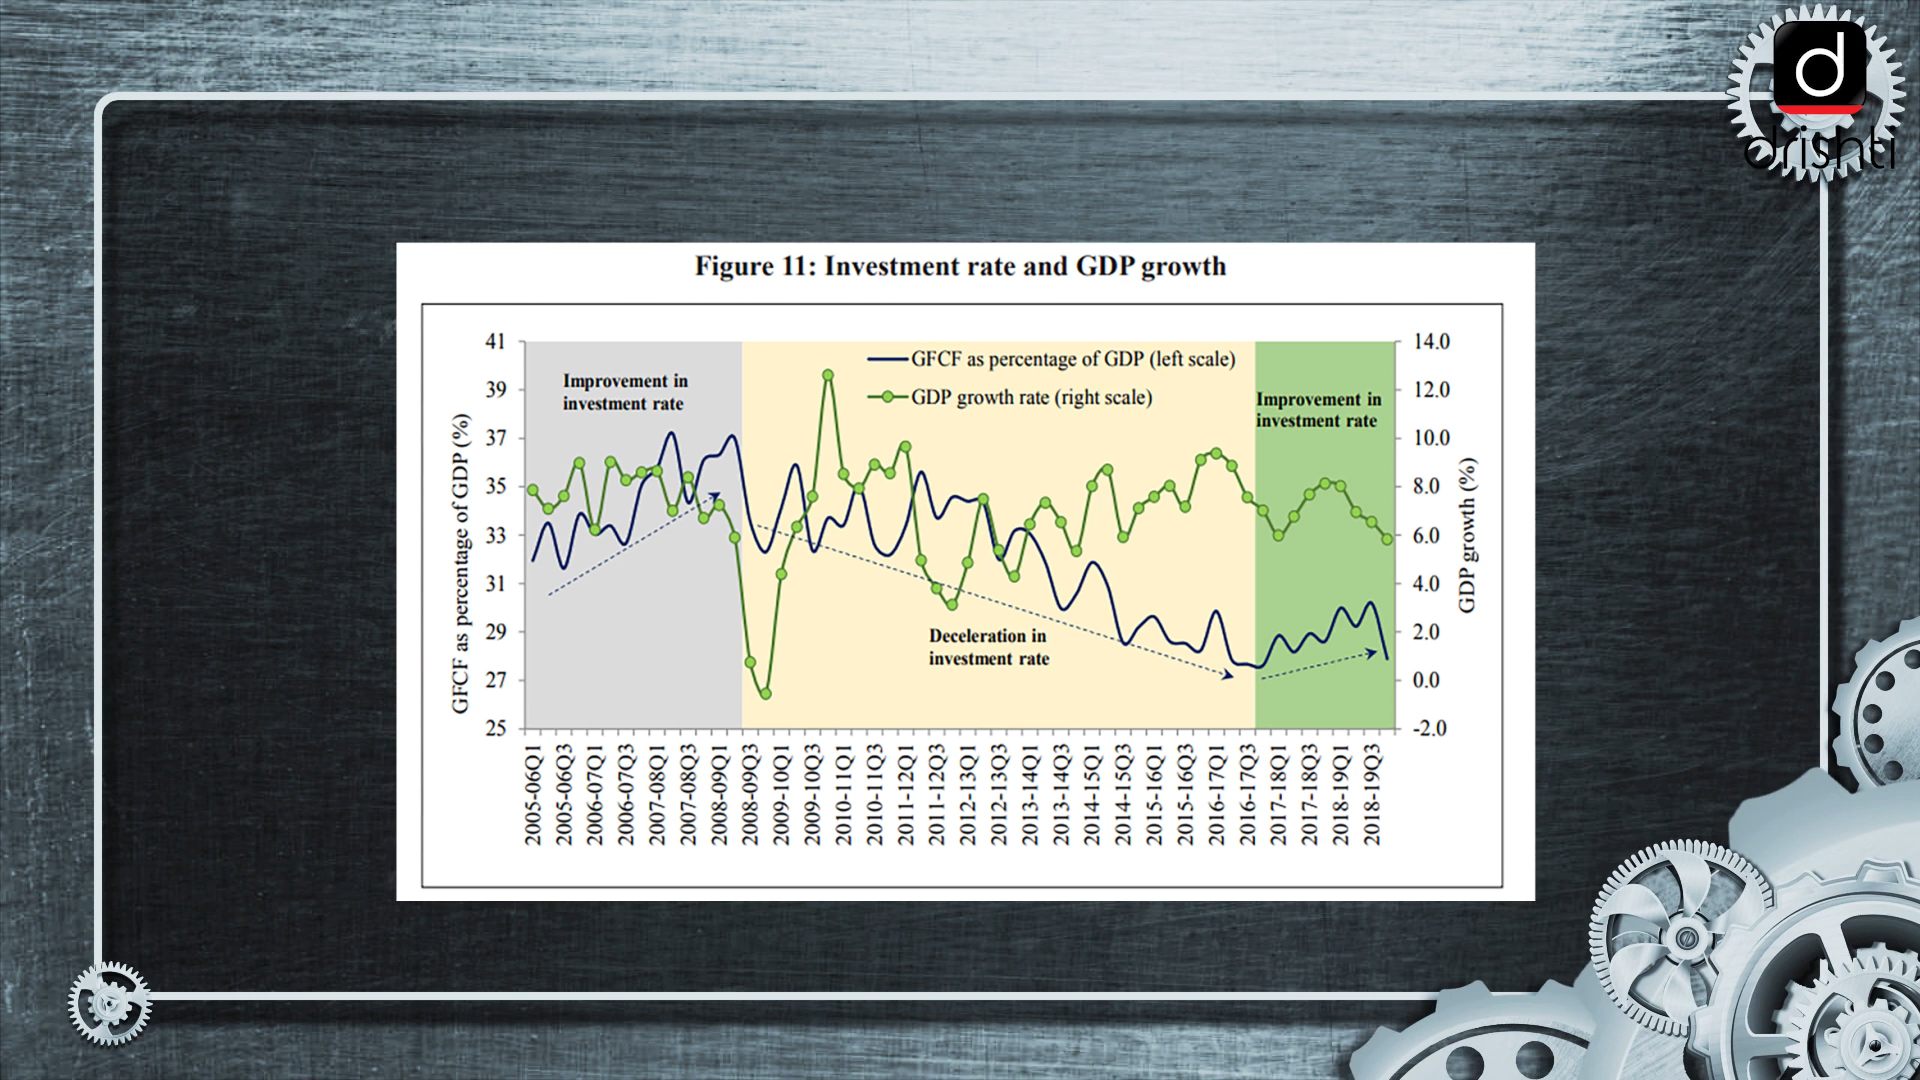 d
drishti
Figure 11: Investment rate and GDP growth
GFCF as percentage of GDP (left scale)
GDP growth rate (right scale)
Improvement in
investment rate
Deceleration in
investment rate
Improvement in
investment rate
GFCF as percentage of GDP (%)
41
39
37
35
33
31
29
27
25
14.0
12.0
10.0
8.0
6.0
4.0
2.0
0.0
-2.0
GDP growth (%)
2005-06Q1
2005-06Q3
2006-07Q1
2006-07Q3
2007-08Q1
2007-08Q3
2008-09Q1
2008-09Q3
2009-10Q1
2009-10Q3
2010-11Q1
2010-11Q3
2011-12Q1
2011-12Q3
2012-13Q1
2012-13Q3
2013-14Q1
2013-14Q3
2014-15Q1
2014-15Q3
2015-16Q1
2015-16Q3
2016-17Q1
2016-17Q3
2017-18Q1
2017-18Q3
2018-19Q1
2018-19Q3